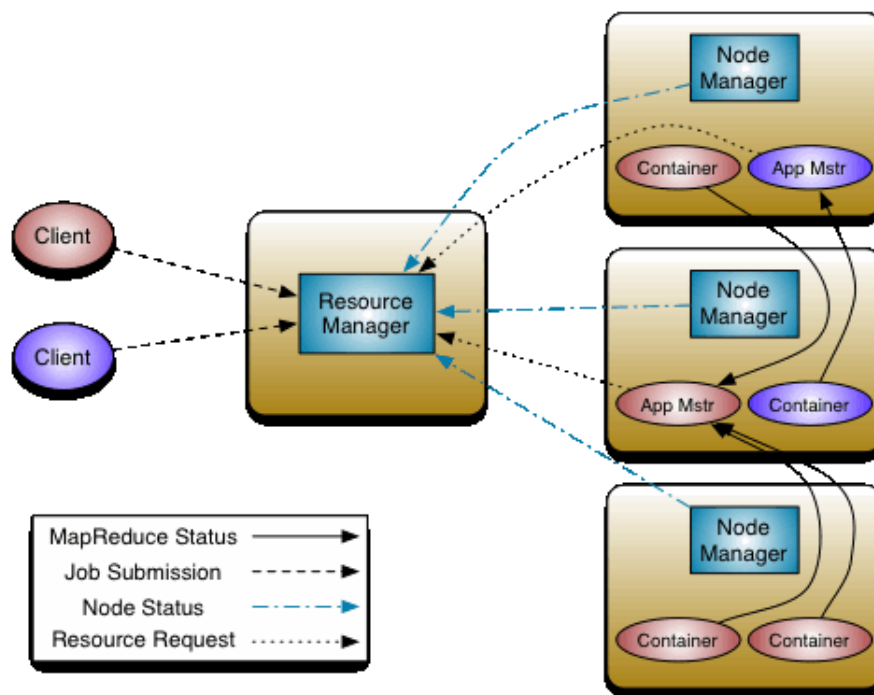 Node
Manager
Container
App Mstr
Client
Resource
Manager
Client
Node
Manager
App Mstr
Container
Node
Manager
Container
Container
MapReduce Status
Job Submission
Node Status
Resource Request